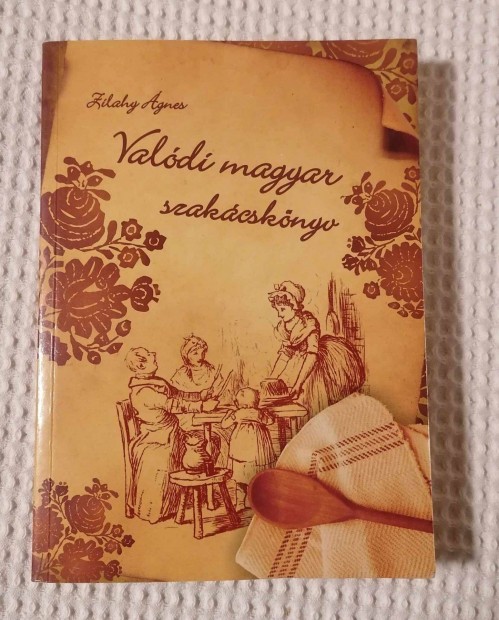 Zilahy Ágnes
Valódi magyar
szakácskönyv